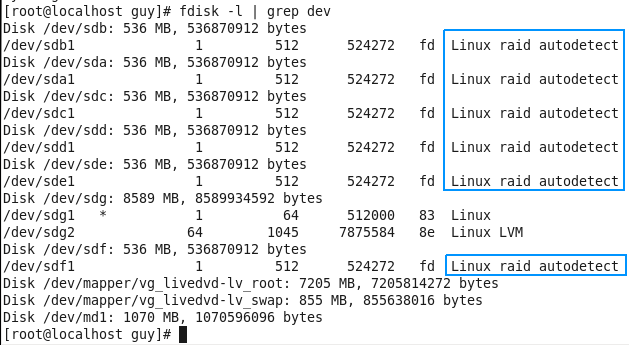 [root@localhost guy]# fdisk -l | grep dev
Disk /dev/sdb: 536 MB, 536870912 bytes
/dev/sdb1               1         512      524272   fd  Linux raid autodetect
Disk /dev/sda: 536 MB, 536870912 bytes
/dev/sda1               1         512      524272   fd  Linux raid autodetect
Disk /dev/sdc: 536 MB, 536870912 bytes
/dev/sdc1               1         512      524272   fd  Linux raid autodetect
Disk /dev/sdd: 536 MB, 536870912 bytes
/dev/sdd1               1         512      524272   fd  Linux raid autodetect
Disk /dev/sde: 536 MB, 536870912 bytes
/dev/sde1               1         512      524272   fd  Linux raid autodetect
Disk /dev/sdg: 8589 MB, 8589934592 bytes
/dev/sdg1   *           1          64      512000   83  Linux
/dev/sdg2              64        1045     7875584   8e  Linux LVM
Disk /dev/sdf: 536 MB, 536870912 bytes
/dev/sdf1               1         512      524272   fd  Linux raid autodetect
Disk /dev/mapper/vg_livedvd-lv_root: 7205 MB, 7205814272 bytes
Disk /dev/mapper/vg_livedvd-lv_swap: 855 MB, 855638016 bytes
Disk /dev/md1: 1070 MB, 1070596096 bytes
[root@localhost guy]#